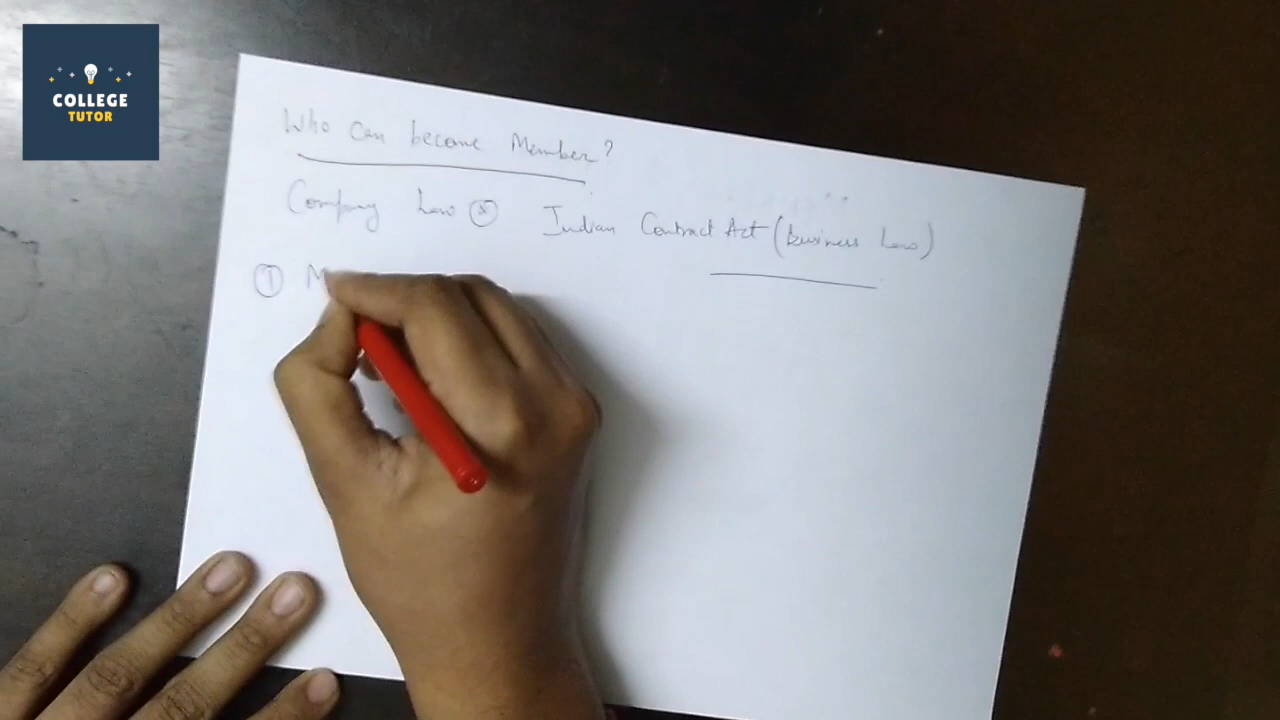 COLLEGE
TUTOR
Who can become Member?
Company Law & Indian Contract Act (Business Law)
① M